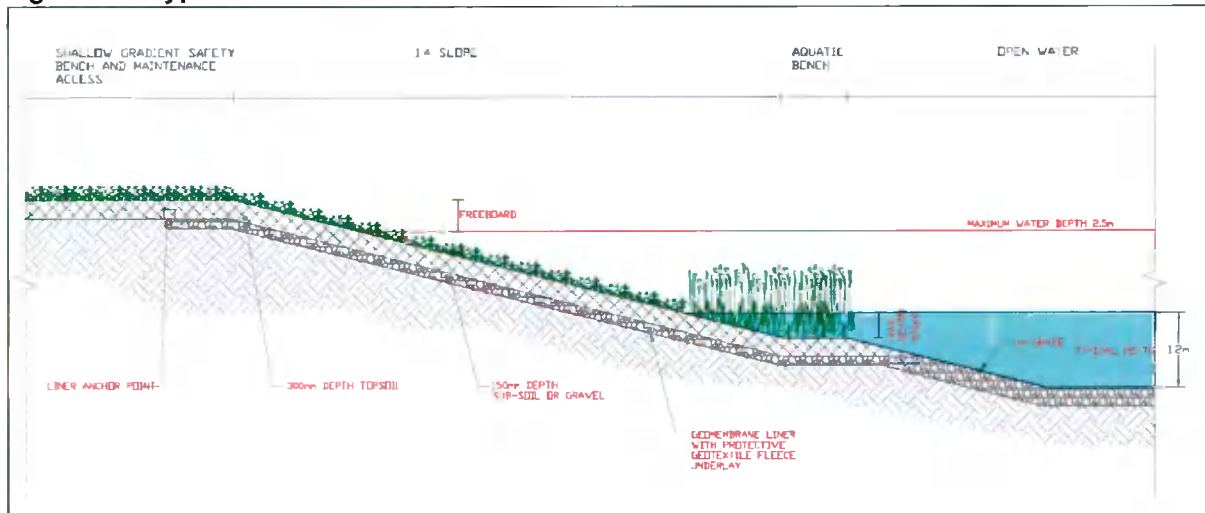 SHALLOW GRADIENT SAFETY
BENCH AND MAINTENANCE
ACCESS
1:4 SLOPE
AQUATIC
BENCH
OPEN WATER
FREEBOARD
MAXIMUM WATER DEPTH 2.5m
1.2m
LINER ANCHOR POINT
300mm DEPTH TOPSOIL
150mm DEPTH
SUB-SOIL OR GRAVEL
GEOMEMBRANE LINER
WITH PROTECTIVE
GEOTEXTILE FLEECE
UNDERLAY